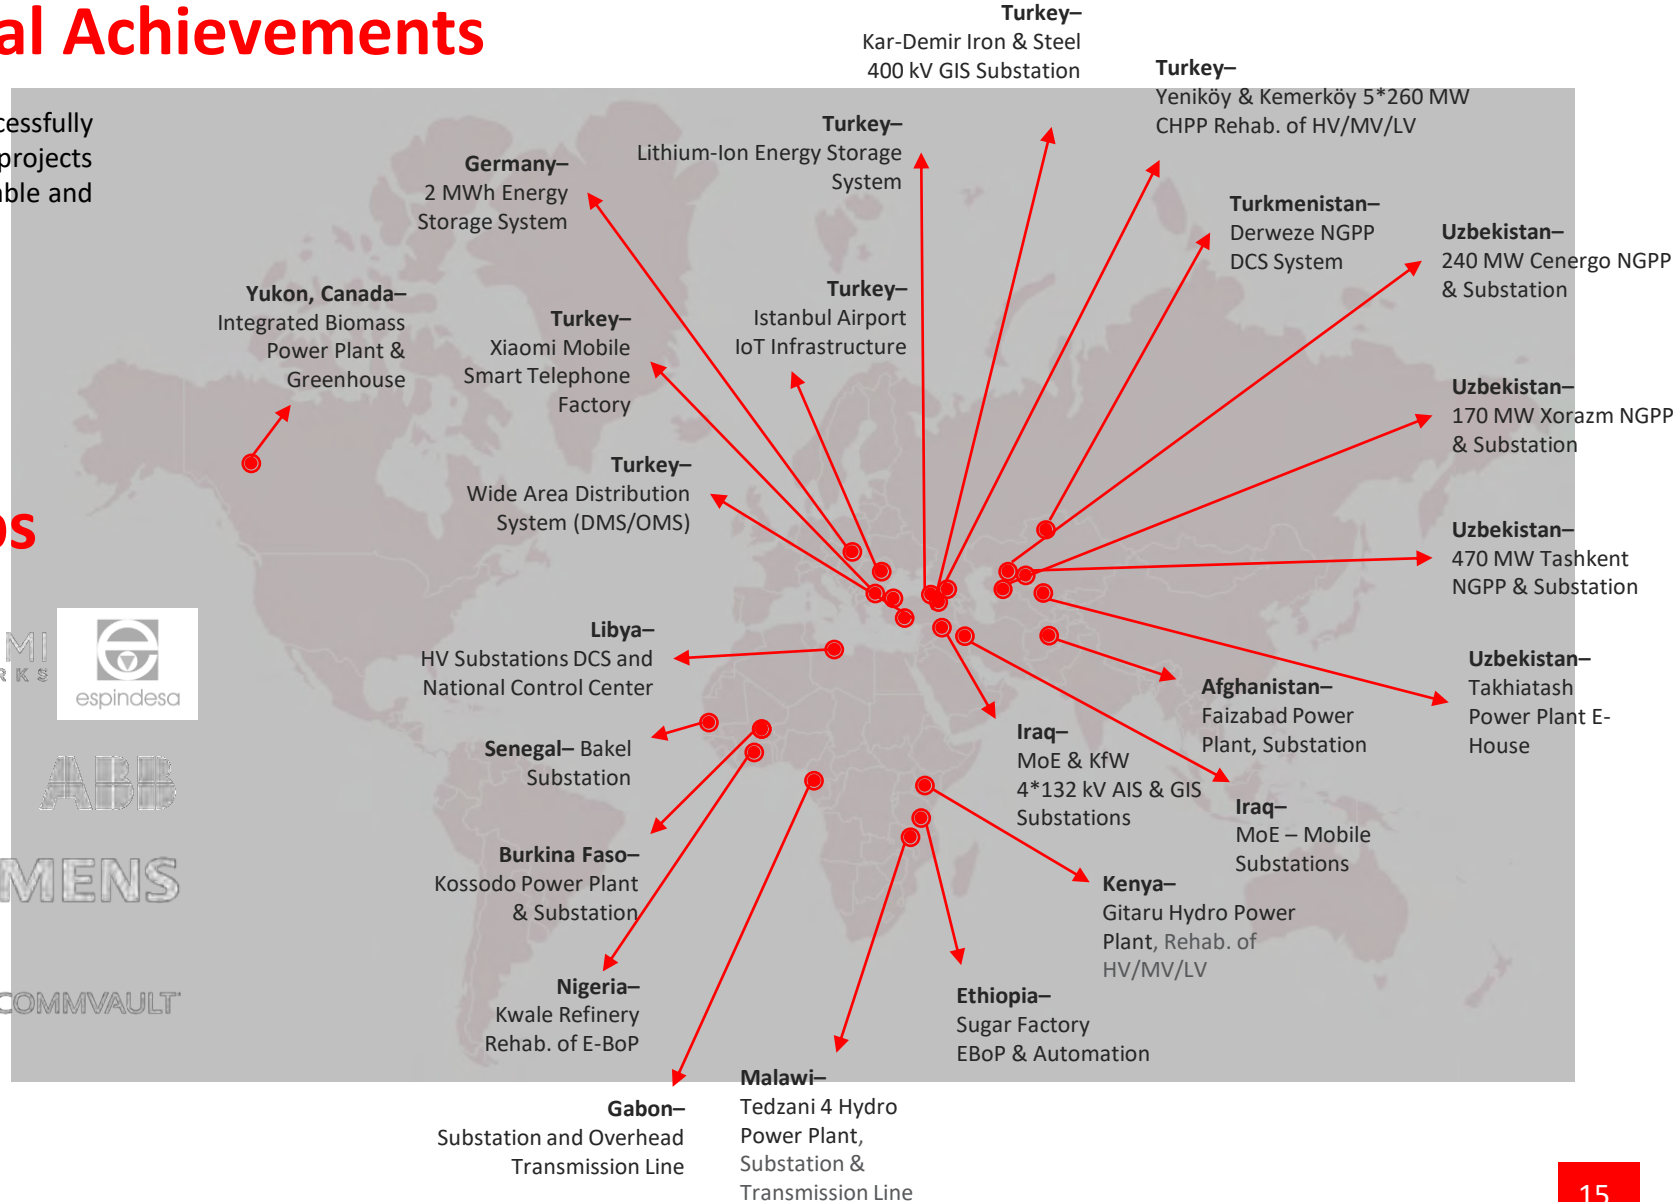 al Achievements
cessfully
projects
able and
os
MI
RKS
espindesa
ABB
MENS
COMMVAULT
Turkey–
Kar-Demir Iron & Steel
400 kV GIS Substation
Turkey–
Yeniköy & Kemerköy 5*260 MW
CHPP Rehab. of HV/MV/LV
Turkey–
Lithium-Ion Energy Storage
System
Germany–
2 MWh Energy
Storage System
Turkmenistan–
Derweze NGPP
DCS System
Uzbekistan–
240 MW Cenergo NGPP
& Substation
Yukon, Canada–
Integrated Biomass
Power Plant &
Greenhouse
Turkey–
Xiaomi Mobile
Smart Telephone
Factory
Turkey–
Istanbul Airport
IoT Infrastructure
Uzbekistan–
170 MW Xorazm NGPP
& Substation
Turkey–
Wide Area Distribution
System (DMS/OMS)
Uzbekistan–
470 MW Tashkent
NGPP & Substation
Libya–
HV Substations DCS and
National Control Center
Uzbekistan–
Takhiatash
Power Plant E-
House
Afghanistan–
Faizabad Power
Plant, Substation
Senegal– Bakel
Substation
Iraq–
MoE & KfW
4*132 kV AIS & GIS
Substations
Iraq–
MoE – Mobile
Substations
Burkina Faso–
Kossodo Power Plant
& Substation
Kenya–
Gitaru Hydro Power
Plant, Rehab. of
HV/MV/LV
Nigeria–
Kwale Refinery
Rehab. of E-BoP
Ethiopia–
Sugar Factory
EBoP & Automation
Gabon–
Substation and Overhead
Transmission Line
Malawi–
Tedzani 4 Hydro
Power Plant,
Substation &
Transmission Line
15